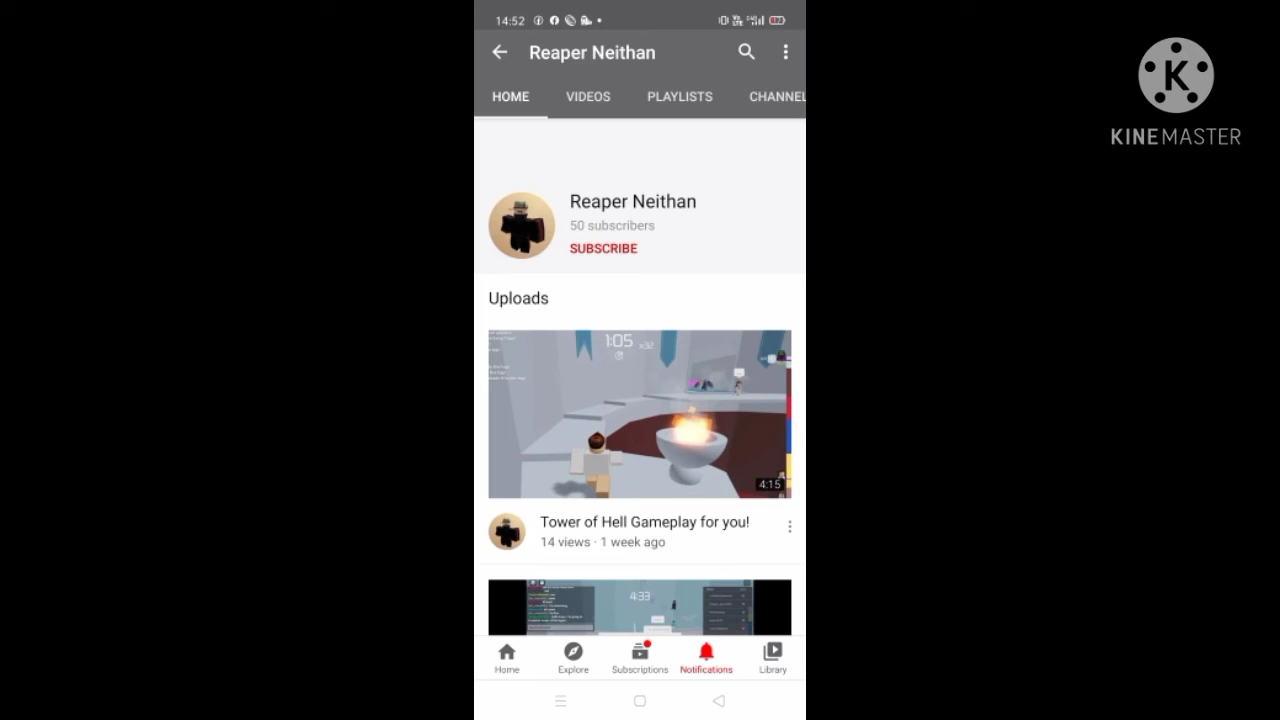 14:52
Reaper Neithan
HOME VIDEOS PLAYLISTS CHANNEL
KINEMASTER
Reaper Neithan
50 subscribers
SUBSCRIBE
Uploads
1:05 x32
4:15
Tower of Hell Gameplay for you!
14 views · 1 week ago
4:33
Home Explore Subscriptions Notifications Library